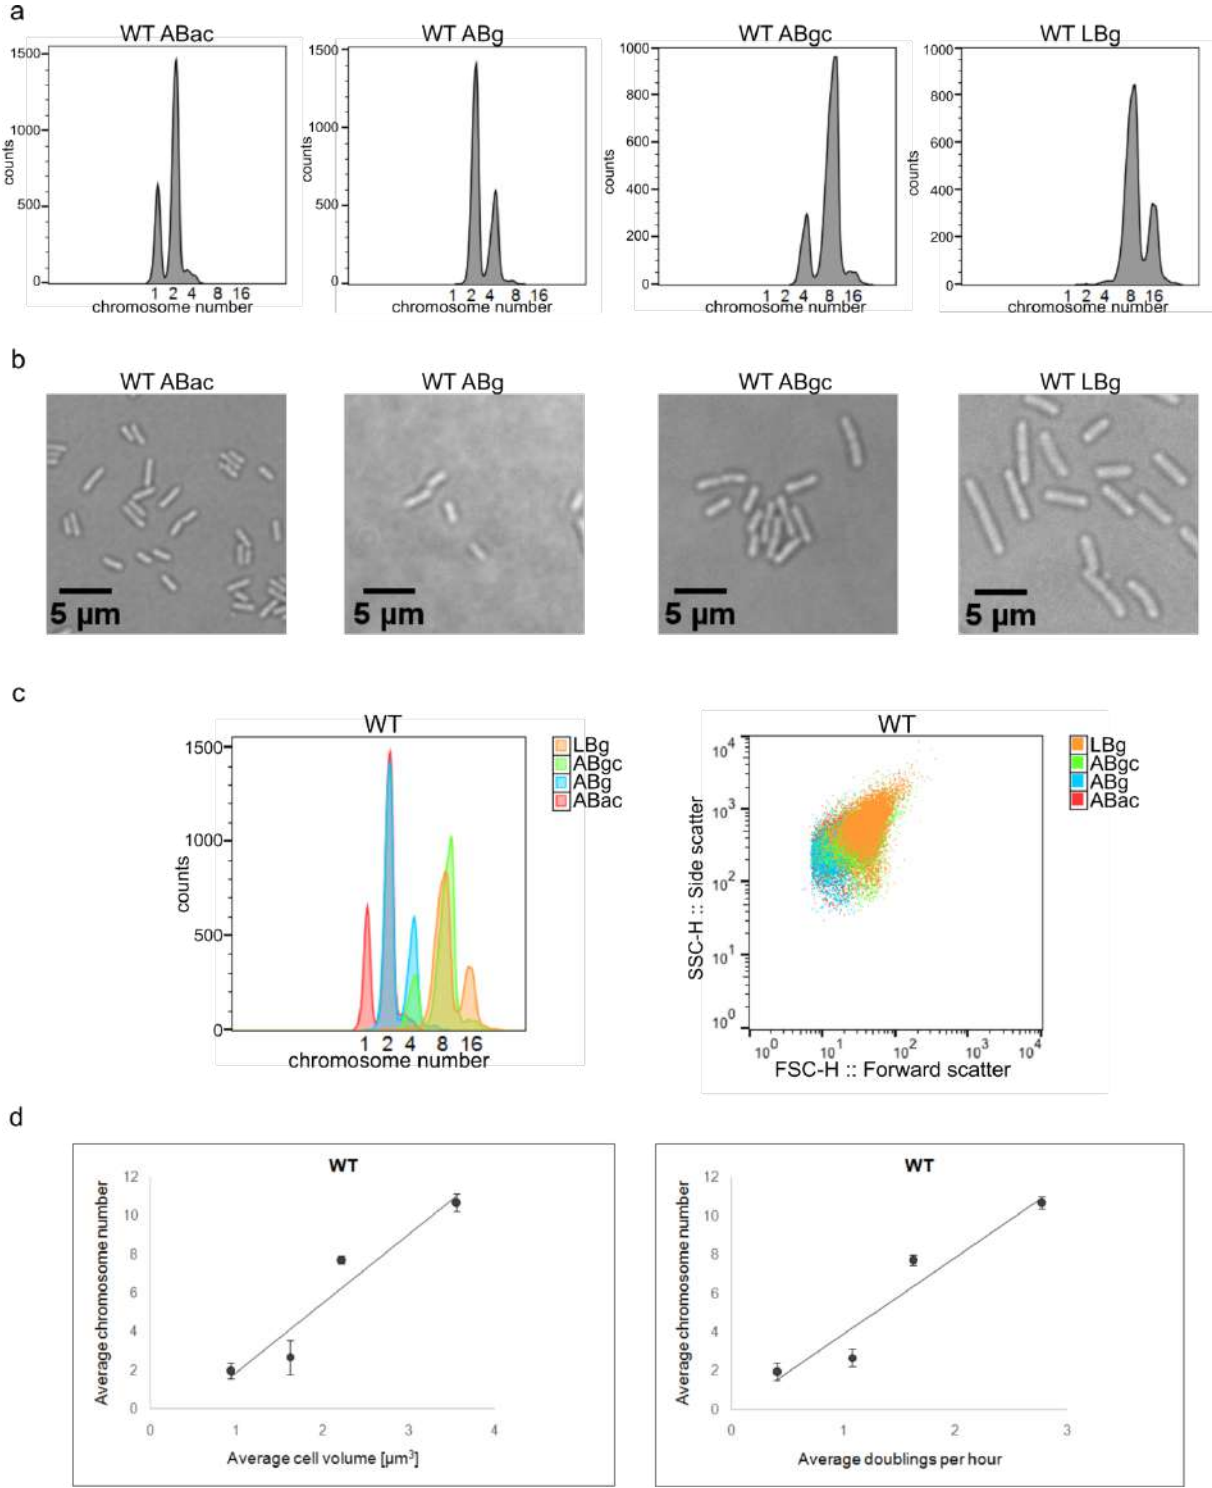 a
WT ABac
WT ABg
WT ABgc
WT LBg
1500
1000
500
0
counts
1 2 4 8 16
chromosome number
1500
1000
500
0
counts
1 2 4 8 16
chromosome number
1000
800
600
400
200
0
counts
1 2 4 8 16
chromosome number
1000
800
600
400
200
0
counts
1 2 4 8 16
chromosome number
b
WT ABac
WT ABg
WT ABgc
WT LBg
5 µm
5 µm
5 µm
5 µm
c
WT
1500
1000
500
0
counts
1 2 4 8 16
chromosome number
LBg
ABgc
ABg
ABac
WT
10⁴
10³
10²
10¹
10⁰
SSC-H :: Side scatter
10⁰ 10¹ 10² 10³ 10⁴
FSC-H :: Forward scatter
LBg
ABgc
ABg
ABac
d
WT
12
10
8
6
4
2
0
Average chromosome number
0 1 2 3 4
Average cell volume [µm³]
WT
12
10
8
6
4
2
0
Average chromosome number
0 1 2 3
Average doublings per hour